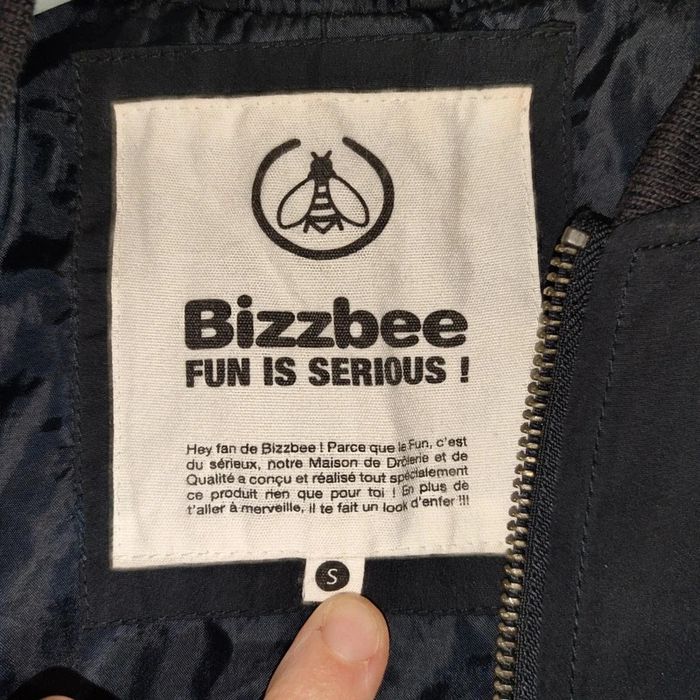 Bizzbee
FUN IS SERIOUS !
Hey fan de Bizzbee ! Parce que le Fun, c'est
du sérieux, notre Maison de Drôlerie et de
Qualité a conçu et réalisé tout spécialement
ce produit rien que pour toi ! En plus de
t'aller à merveille, il te fait un look d'enfer !!!
S